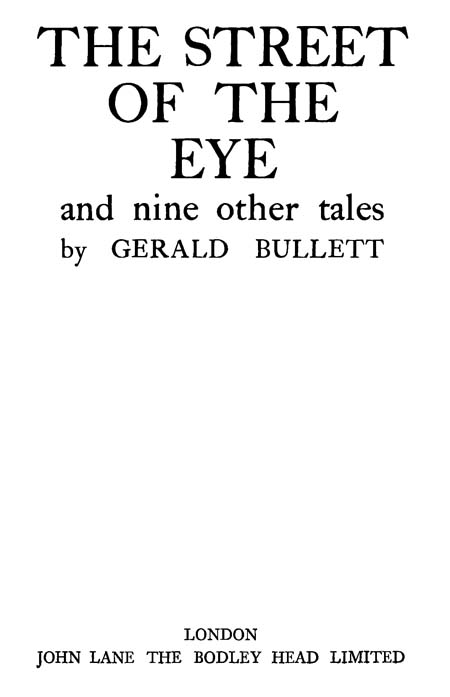 THE STREET
OF THE
EYE
and nine other tales
by GERALD BULLETT
LONDON
JOHN LANE THE BODLEY HEAD LIMITED